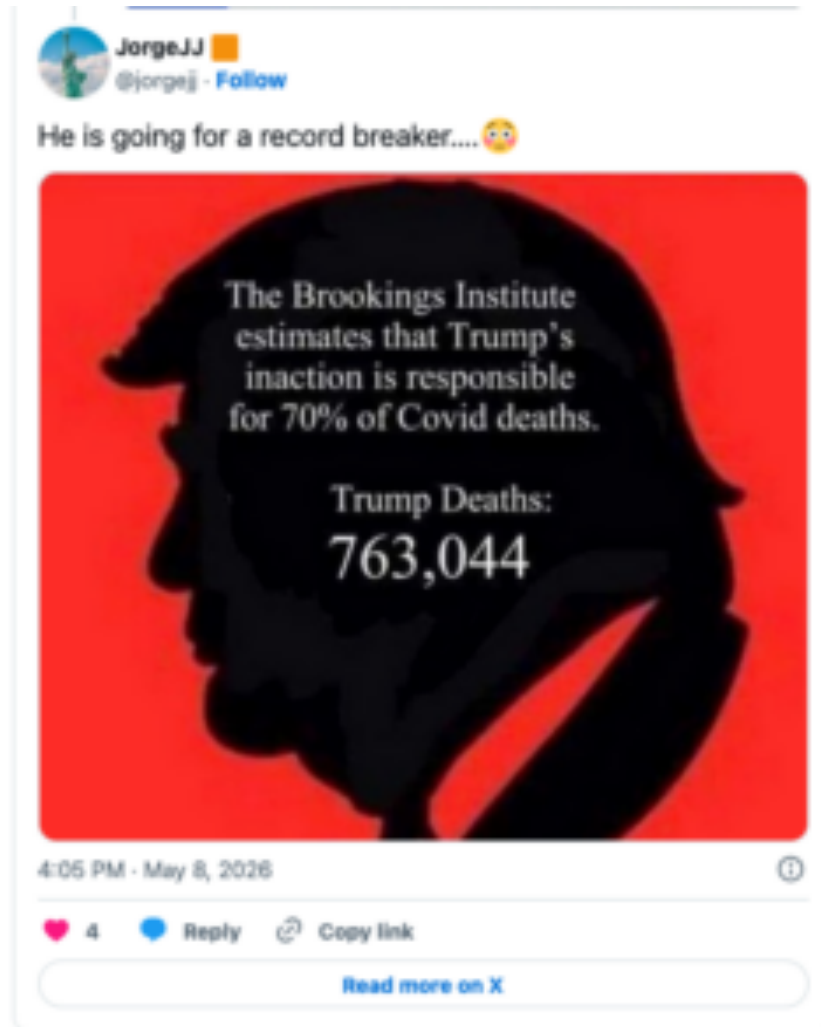 JorgeJJ 🟧
@jorgejj · Follow
He is going for a record breaker....😳
The Brookings Institute
estimates that Trump's
inaction is responsible
for 70% of Covid deaths.
Trump Deaths:
763,044
4:05 PM · May 8, 2026
4 Reply Copy link
Read more on X